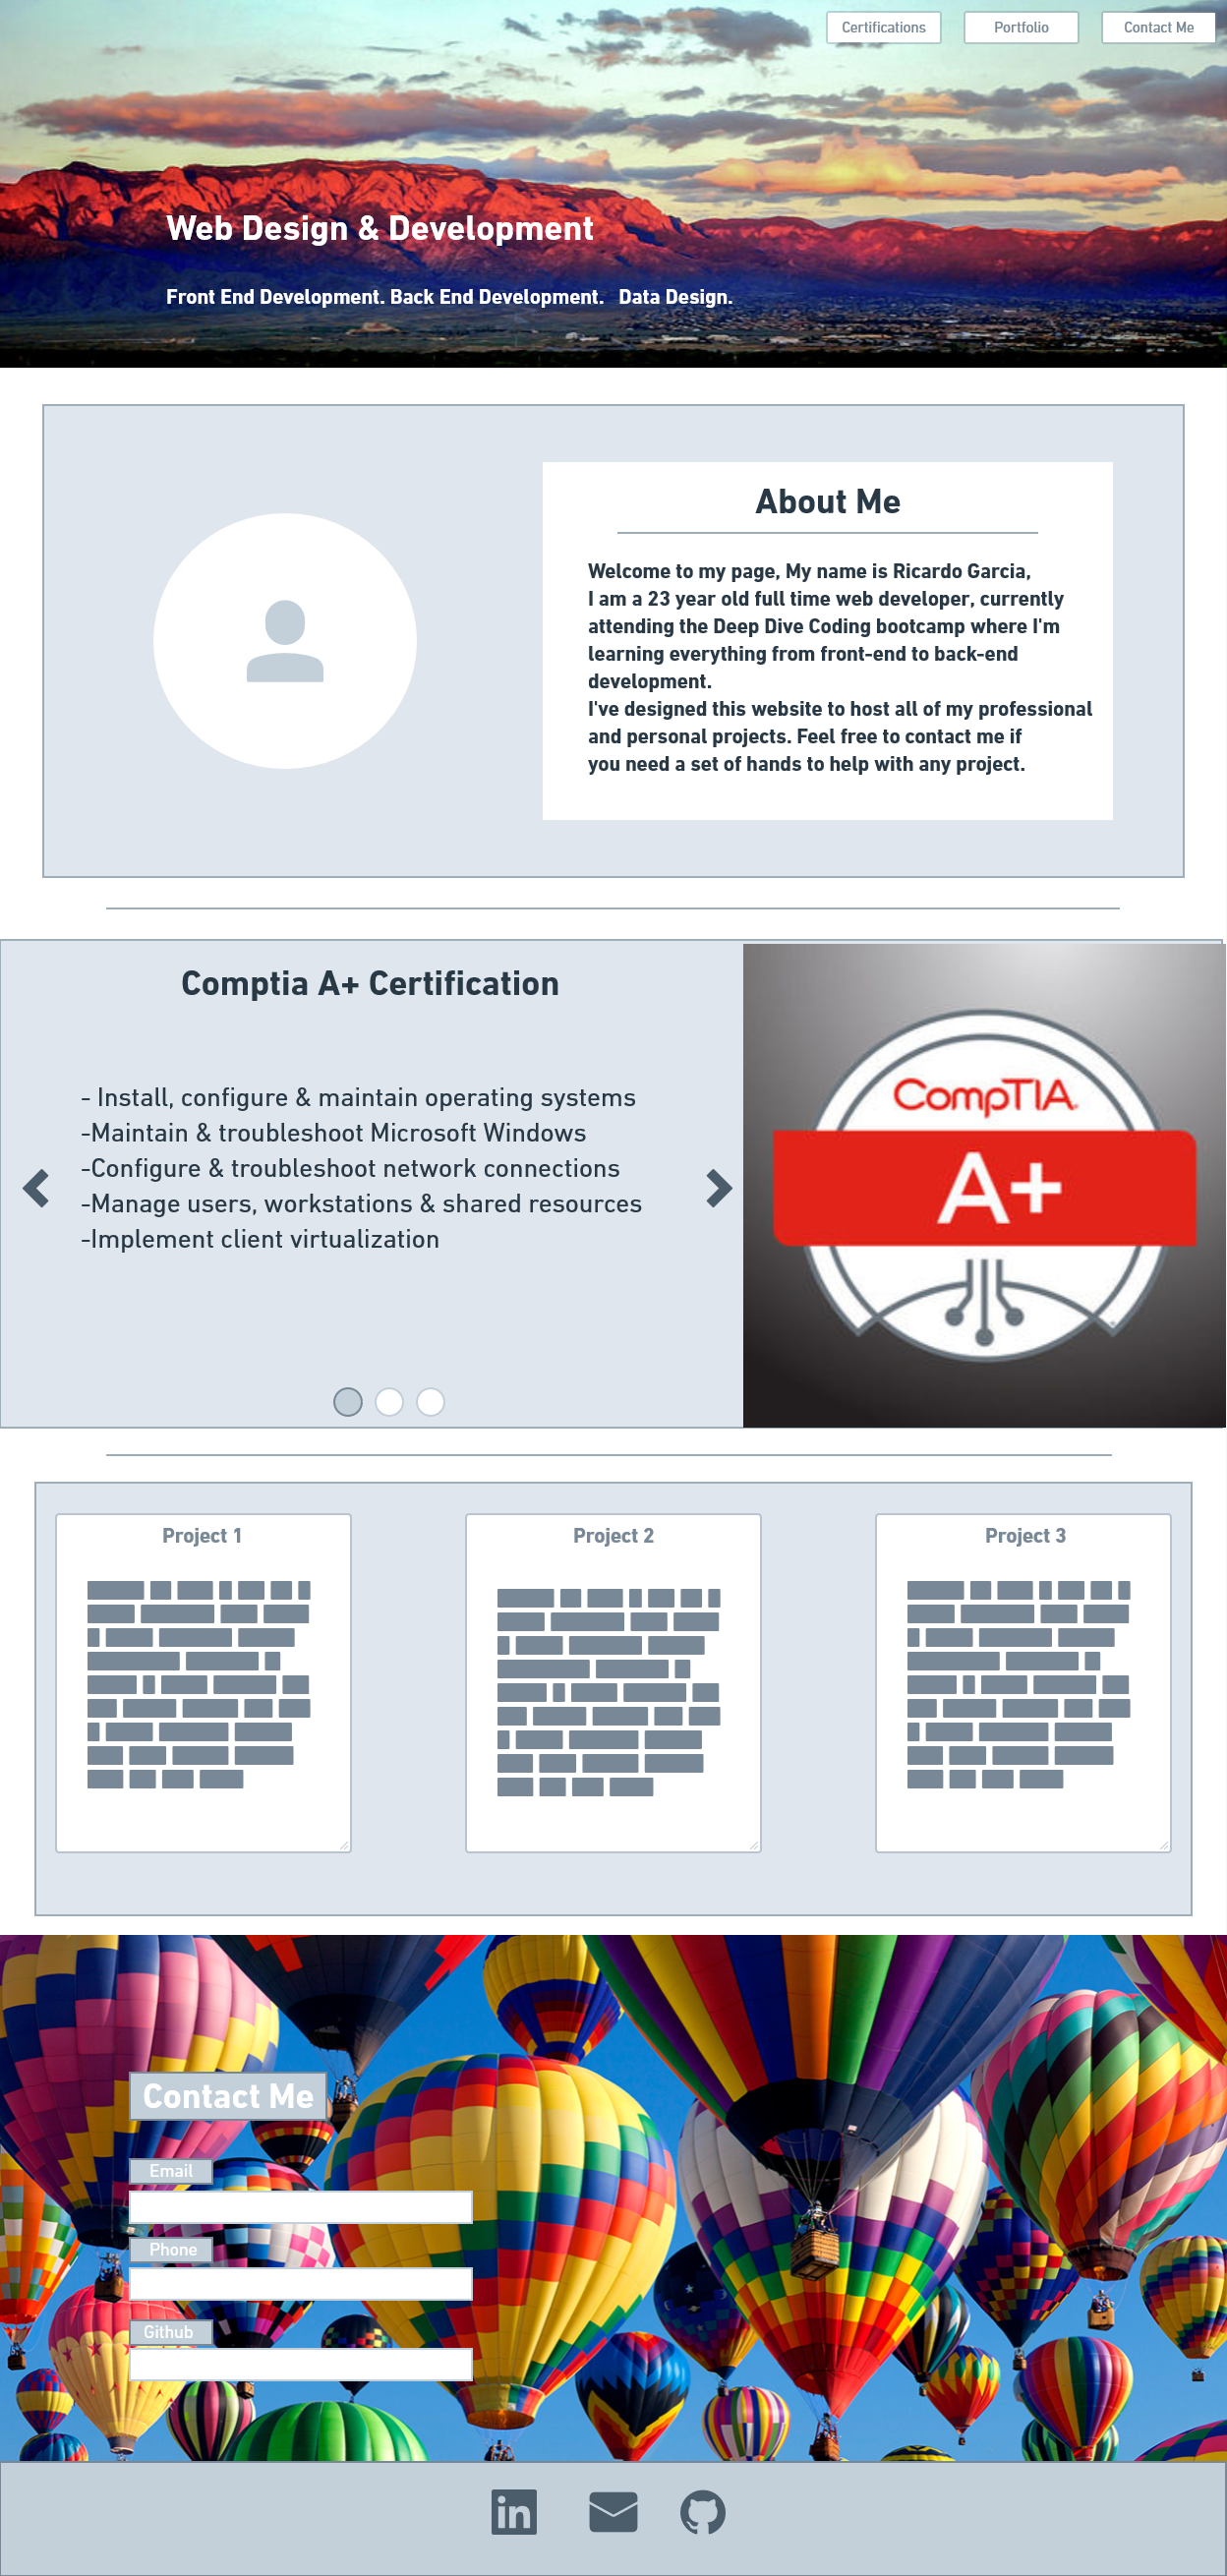 Certifications Portfolio Contact Me
Web Design & Development
Front End Development. Back End Development. Data Design.
About Me
Welcome to my page, My name is Ricardo Garcia,
I am a 23 year old full time web developer, currently
attending the Deep Dive Coding bootcamp where I'm
learning everything from front-end to back-end
development.
I've designed this website to host all of my professional
and personal projects. Feel free to contact me if
you need a set of hands to help with any project.
Comptia A+ Certification
- Install, configure & maintain operating systems
-Maintain & troubleshoot Microsoft Windows
-Configure & troubleshoot network connections
-Manage users, workstations & shared resources
-Implement client virtualization
CompTIA
A+
Project 1
Project 2
Project 3
Contact Me
Email
Phone
Github
in